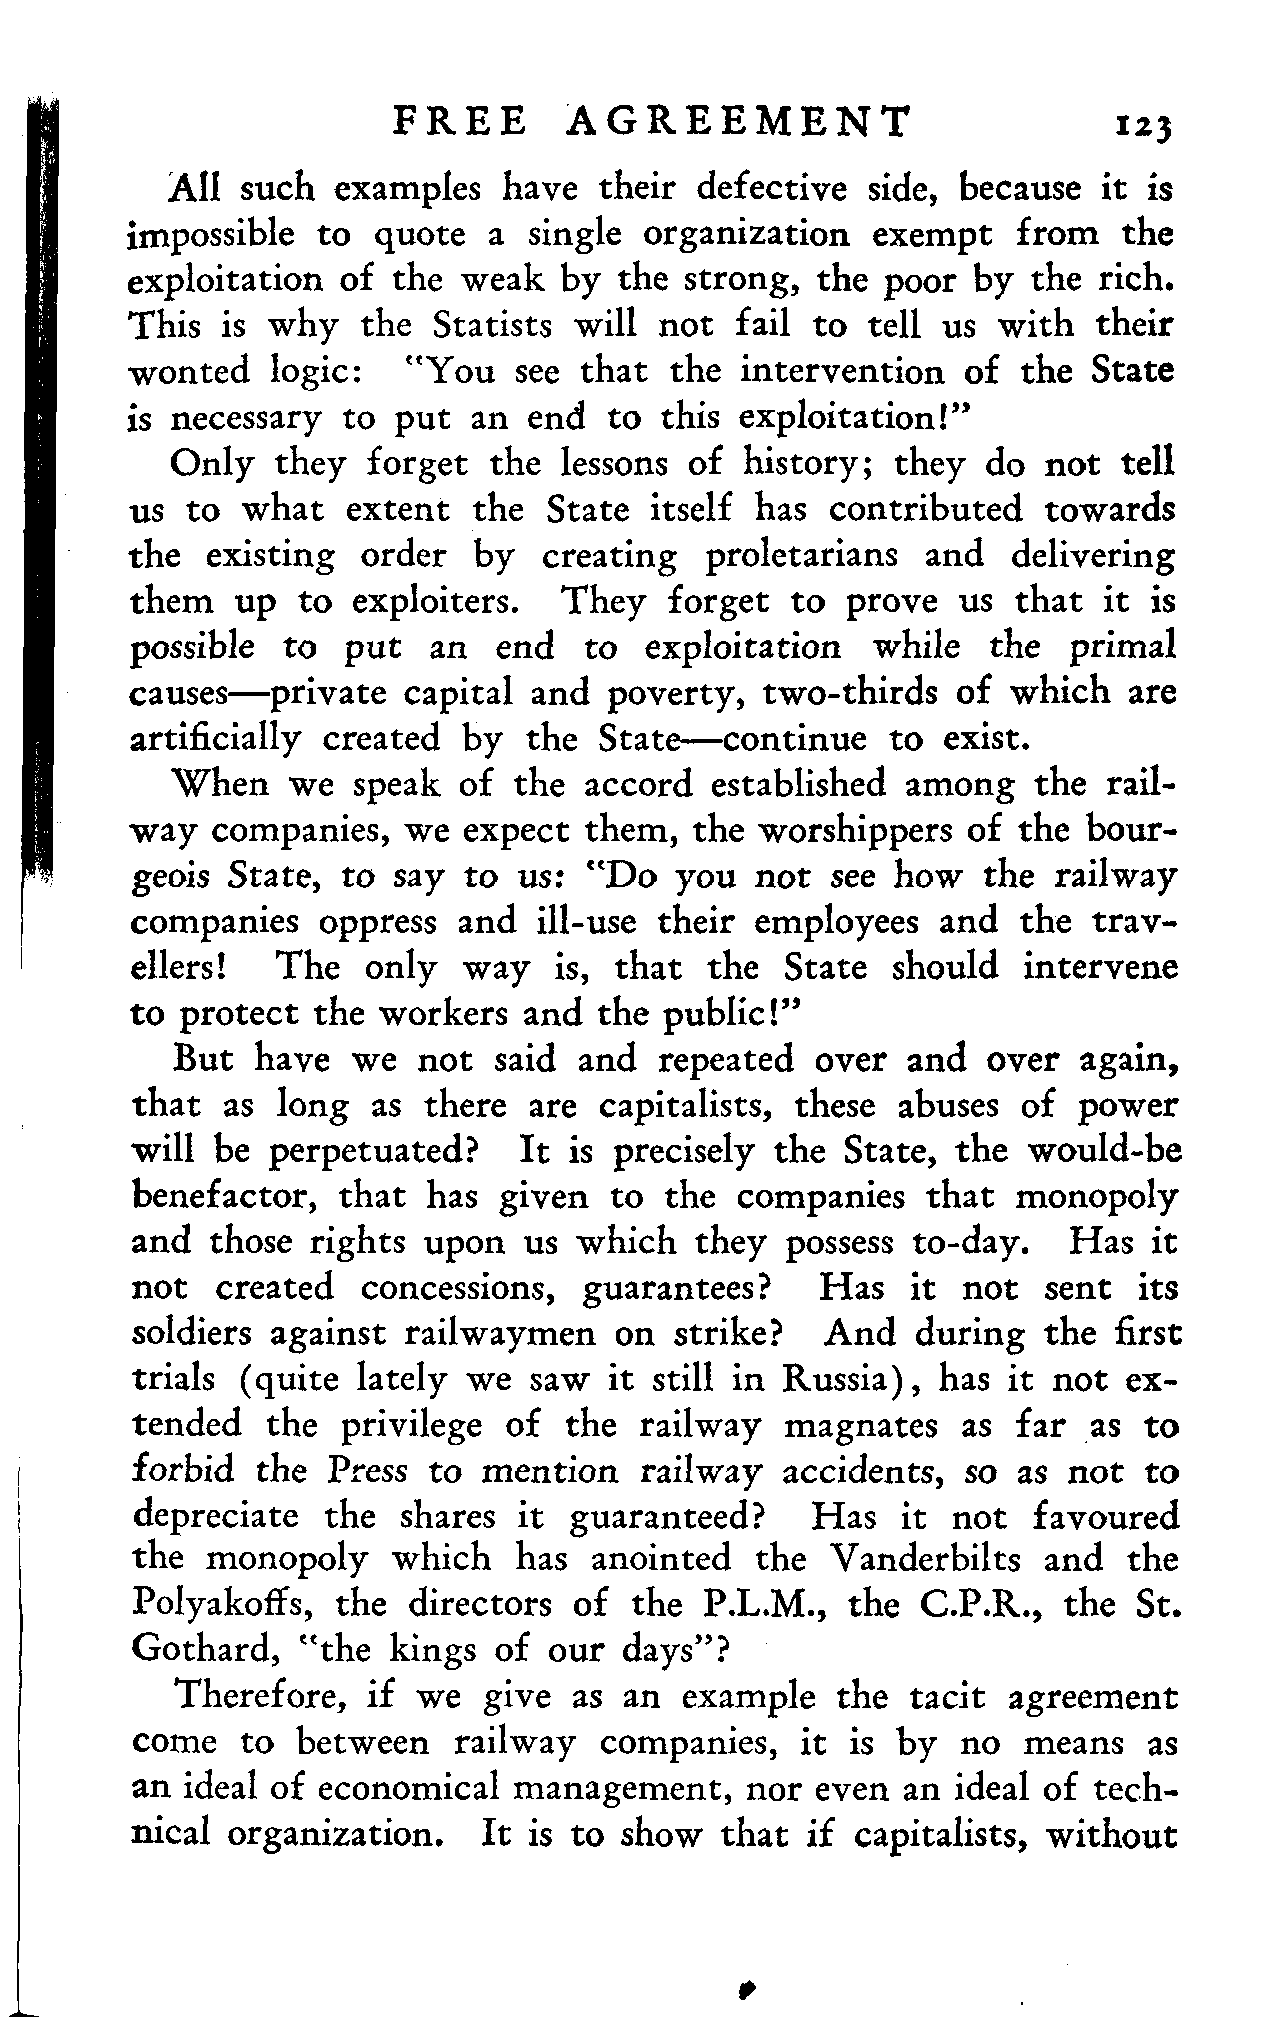 FREE AGREEMENT 123
All such examples have their defective side, because it is
impossible to quote a single organization exempt from the
exploitation of the weak by the strong, the poor by the rich.
This is why the Statists will not fail to tell us with their
wonted logic: "You see that the intervention of the State
is necessary to put an end to this exploitation!"
Only they forget the lessons of history; they do not tell
us to what extent the State itself has contributed towards
the existing order by creating proletarians and delivering
them up to exploiters. They forget to prove us that it is
possible to put an end to exploitation while the primal
causes—private capital and poverty, two-thirds of which are
artificially created by the State—continue to exist.
When we speak of the accord established among the rail-
way companies, we expect them, the worshippers of the bour-
geois State, to say to us: "Do you not see how the railway
companies oppress and ill-use their employees and the trav-
ellers! The only way is, that the State should intervene
to protect the workers and the public!"
But have we not said and repeated over and over again,
that as long as there are capitalists, these abuses of power
will be perpetuated? It is precisely the State, the would-be
benefactor, that has given to the companies that monopoly
and those rights upon us which they possess to-day. Has it
not created concessions, guarantees? Has it not sent its
soldiers against railwaymen on strike? And during the first
trials (quite lately we saw it still in Russia), has it not ex-
tended the privilege of the railway magnates as far as to
forbid the Press to mention railway accidents, so as not to
depreciate the shares it guaranteed? Has it not favoured
the monopoly which has anointed the Vanderbilts and the
Polyakoffs, the directors of the P.L.M., the C.P.R., the St.
Gothard, "the kings of our days"?
Therefore, if we give as an example the tacit agreement
come to between railway companies, it is by no means as
an ideal of economical management, nor even an ideal of tech-
nical organization. It is to show that if capitalists, without